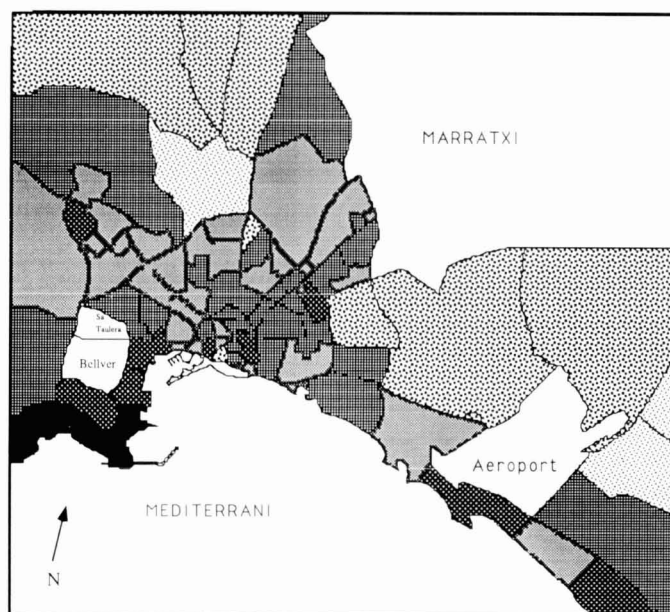 MARRATXI
Sa
Taulera
Bellver
Aeroport
MEDITERRANI
N